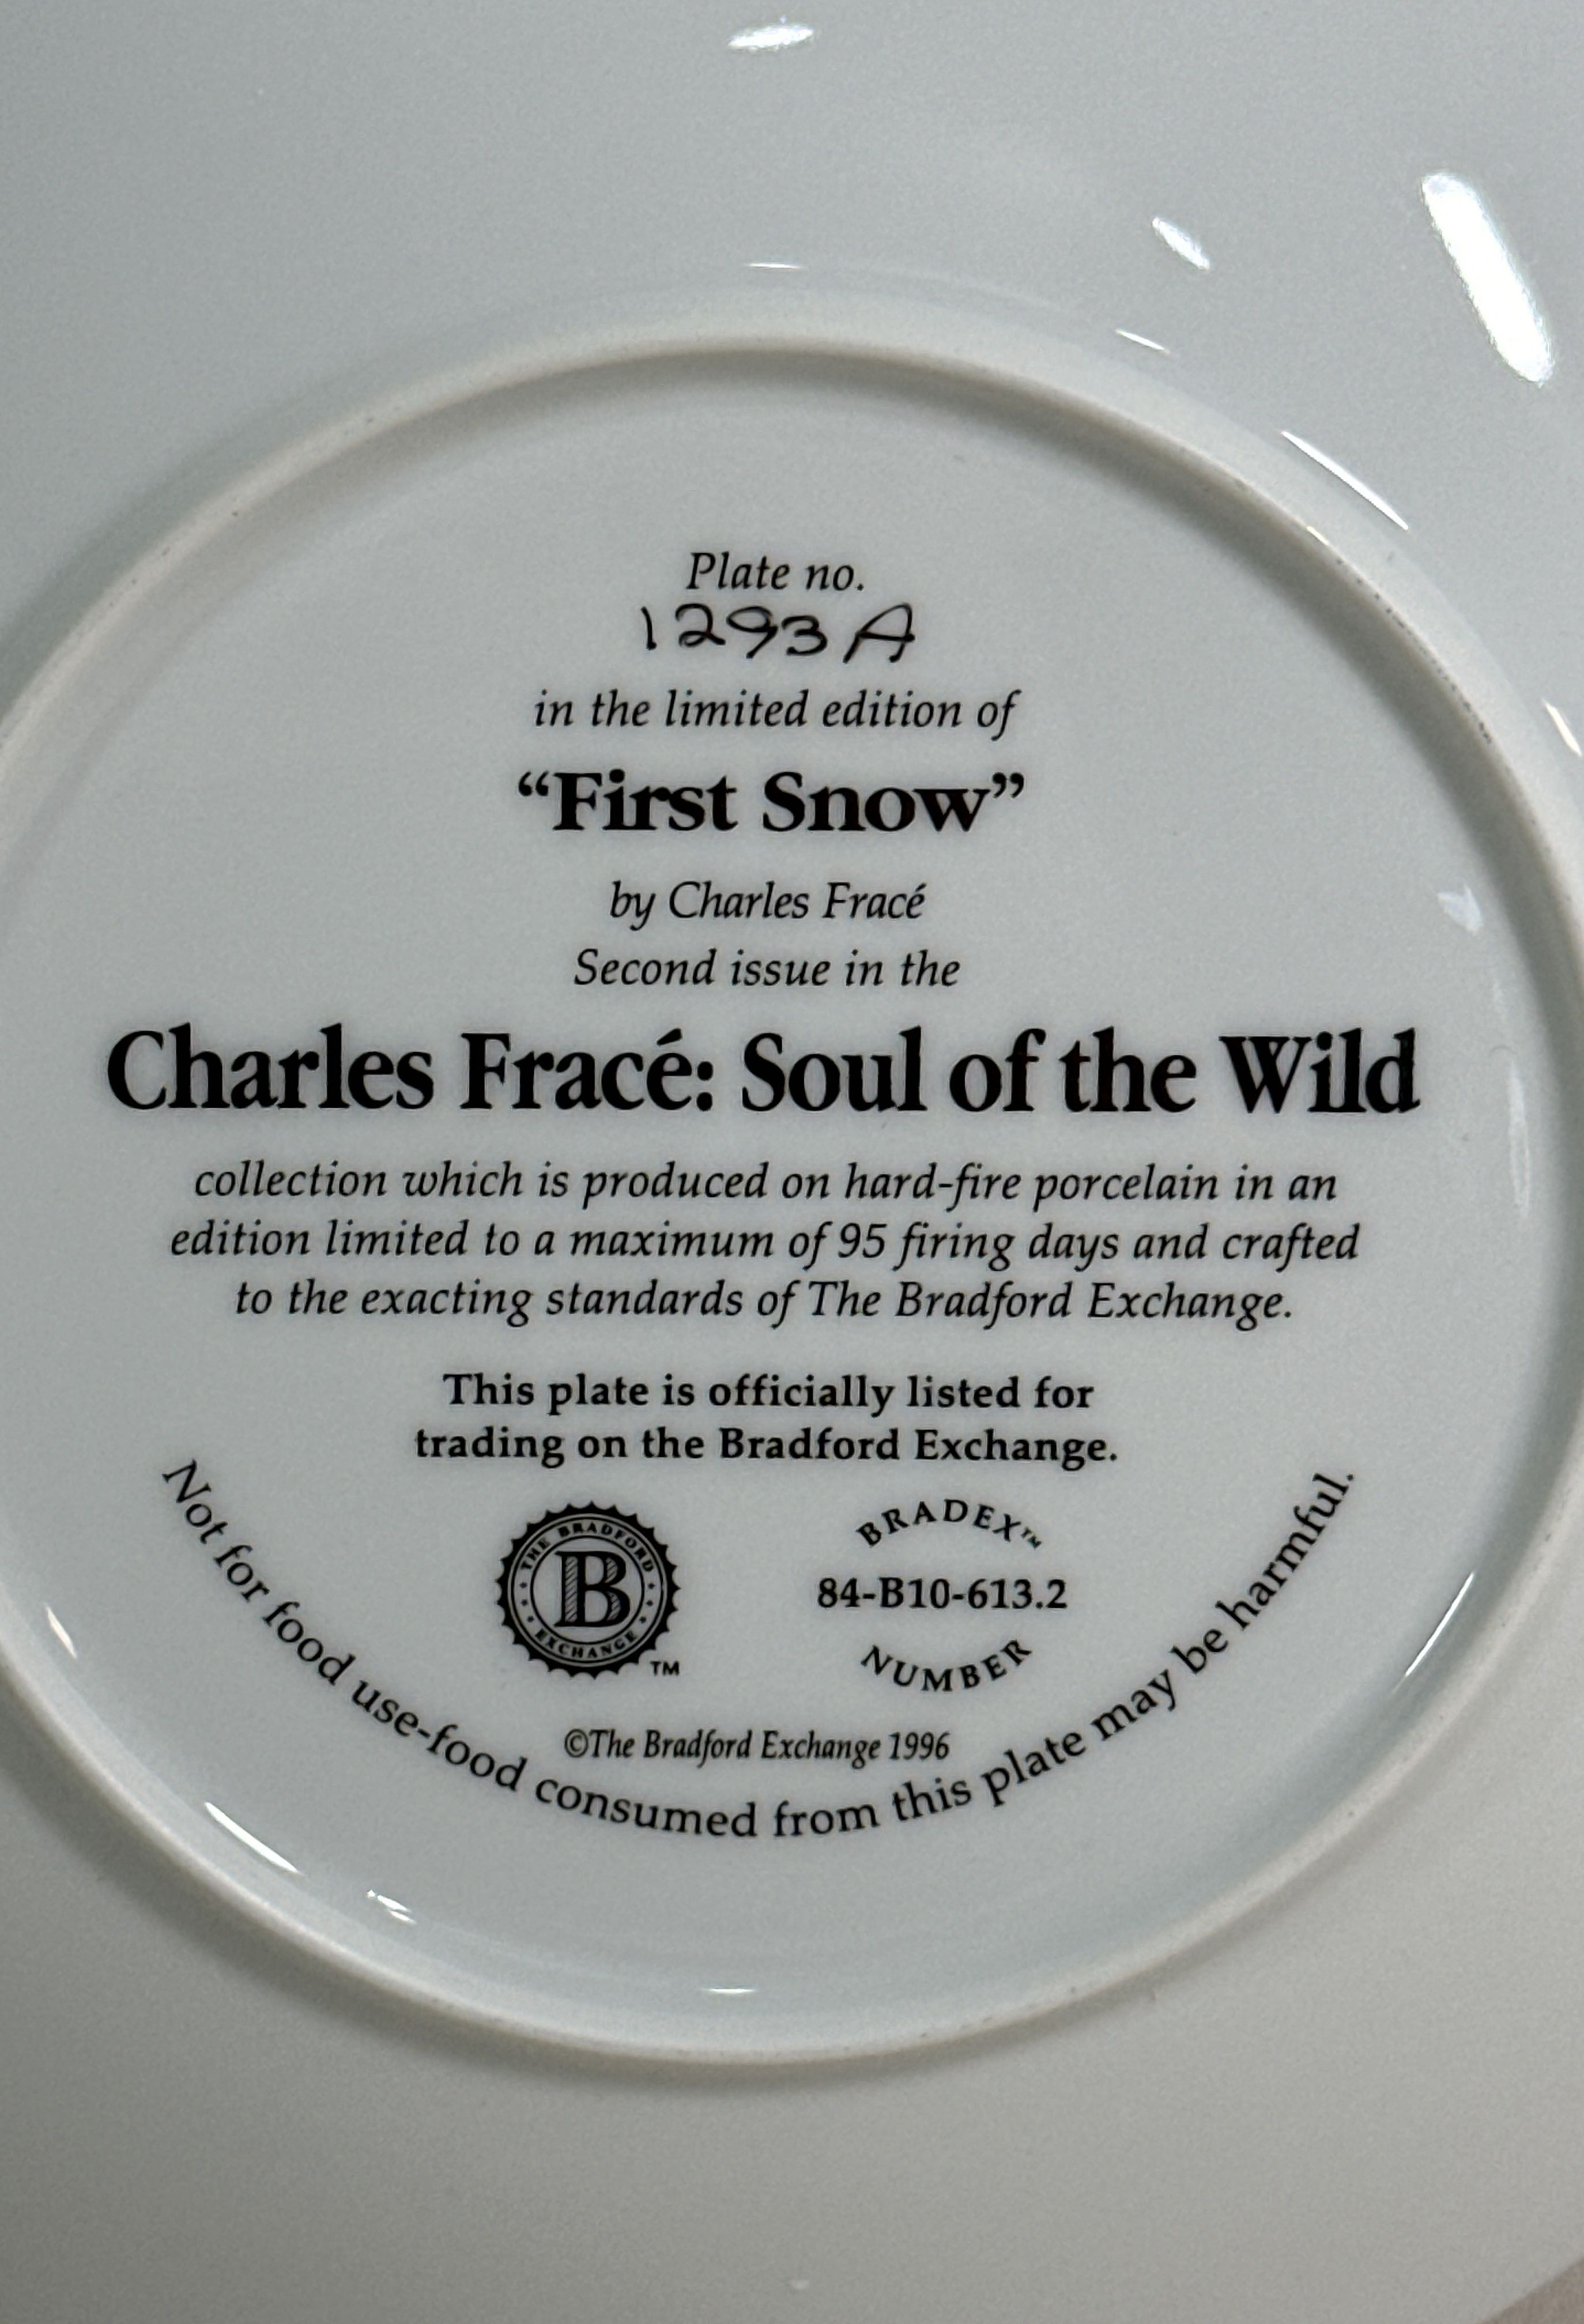 Plate no.
1293A
in the limited edition of
“First Snow”
by Charles Fracé
Second issue in the
Charles Fracé: Soul of the Wild
collection which is produced on hard-fire porcelain in an
edition limited to a maximum of 95 firing days and crafted
to the exacting standards of The Bradford Exchange.
This plate is officially listed for
trading on the Bradford Exchange.
THE BRADFORD
B
EXCHANGE
TM
BRADEX™
84-B10-613.2
NUMBER
©The Bradford Exchange 1996
Not for food use-food consumed from this plate may be harmful.